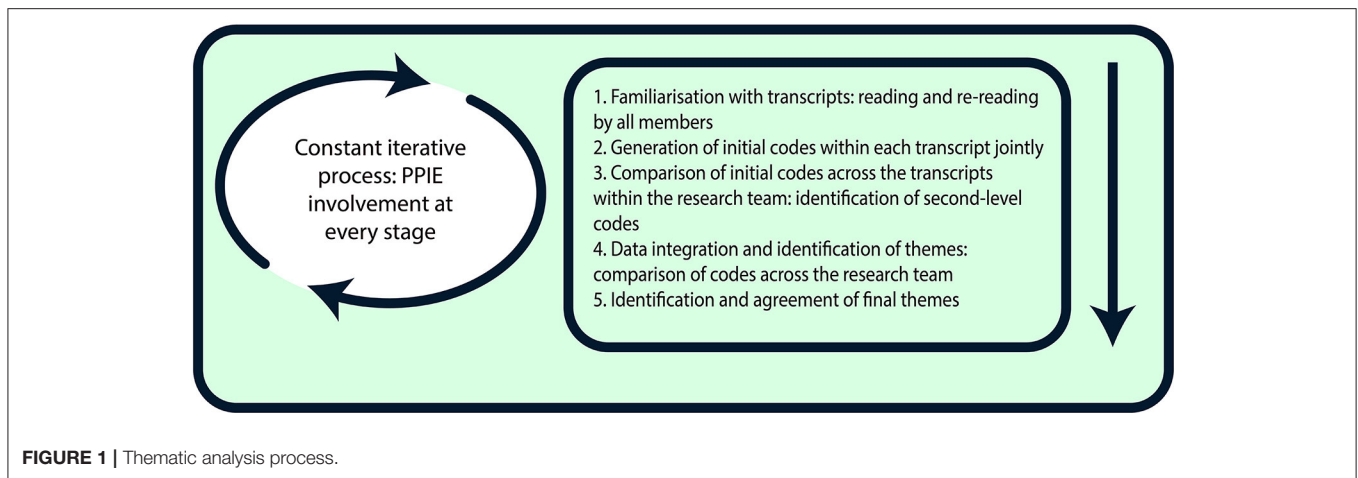 Constant iterative
process: PPIE
involvement at
every stage
1. Familiarisation with transcripts: reading and re-reading
by all members
2. Generation of initial codes within each transcript jointly
3. Comparison of initial codes across the transcripts
within the research team: identification of second-level
codes
4. Data integration and identification of themes:
comparison of codes across the research team
5. Identification and agreement of final themes
FIGURE 1 | Thematic analysis process.